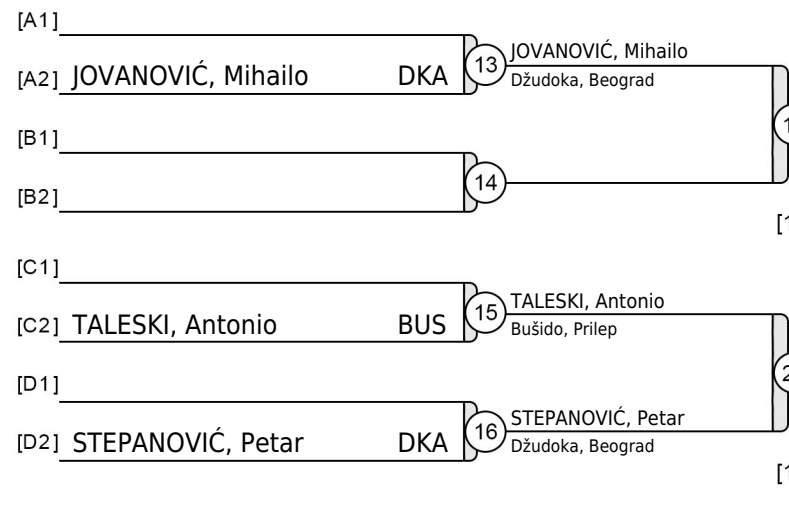 [A1]
[A2] JOVANOVIĆ, Mihailo DKA
13
JOVANOVIĆ, Mihailo
Džudoka, Beograd
[B1]
[B2]
14
[C1]
[C2] TALESKI, Antonio BUS
15
TALESKI, Antonio
Bušido, Prilep
[D1]
[D2] STEPANOVIĆ, Petar DKA
16
STEPANOVIĆ, Petar
Džudoka, Beograd